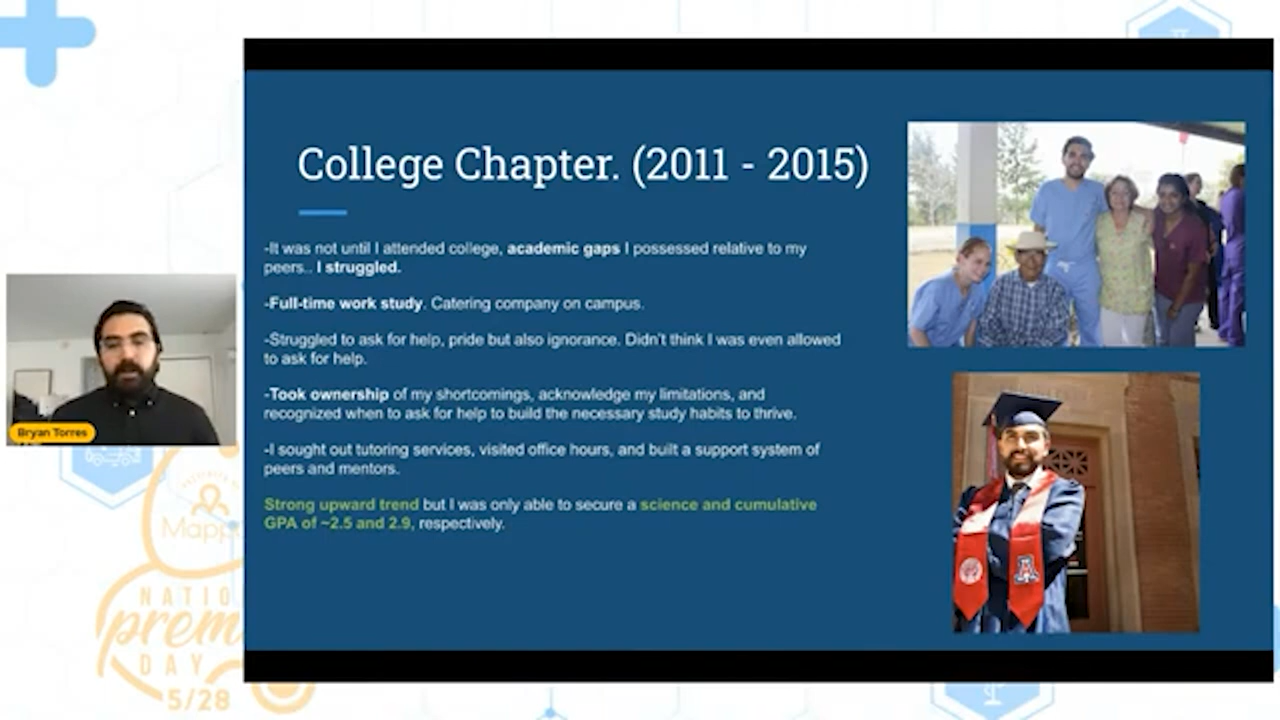 College Chapter. (2011 - 2015)
-It was not until I attended college, academic gaps I possessed relative to my
peers.. I struggled.
-Full-time work study. Catering company on campus.
-Struggled to ask for help, pride but also ignorance. Didn't think I was even allowed
to ask for help.
-Took ownership of my shortcomings, acknowledge my limitations, and
recognized when to ask for help to build the necessary study habits to thrive.
-I sought out tutoring services, visited office hours, and built a support system of
peers and mentors.
Strong upward trend but I was only able to secure a science and cumulative
GPA of ~2.5 and 2.9, respectively.
Bryan Torres
Mapp
NATIO
prem
DAY
5/28
A